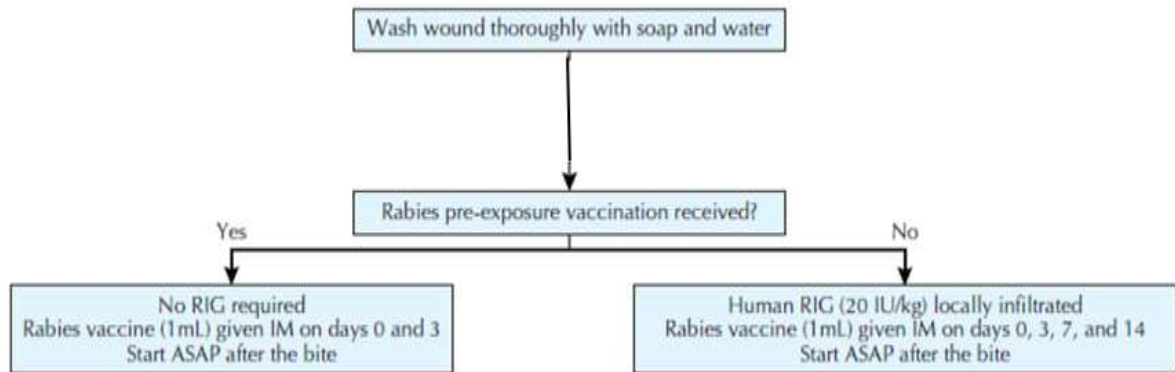 Wash wound thoroughly with soap and water
Rabies pre-exposure vaccination received?
Yes
No
No RIG required
Rabies vaccine (1mL) given IM on days 0 and 3
Start ASAP after the bite
Human RIG (20 IU/kg) locally infiltrated
Rabies vaccine (1mL) given IM on days 0, 3, 7, and 14
Start ASAP after the bite